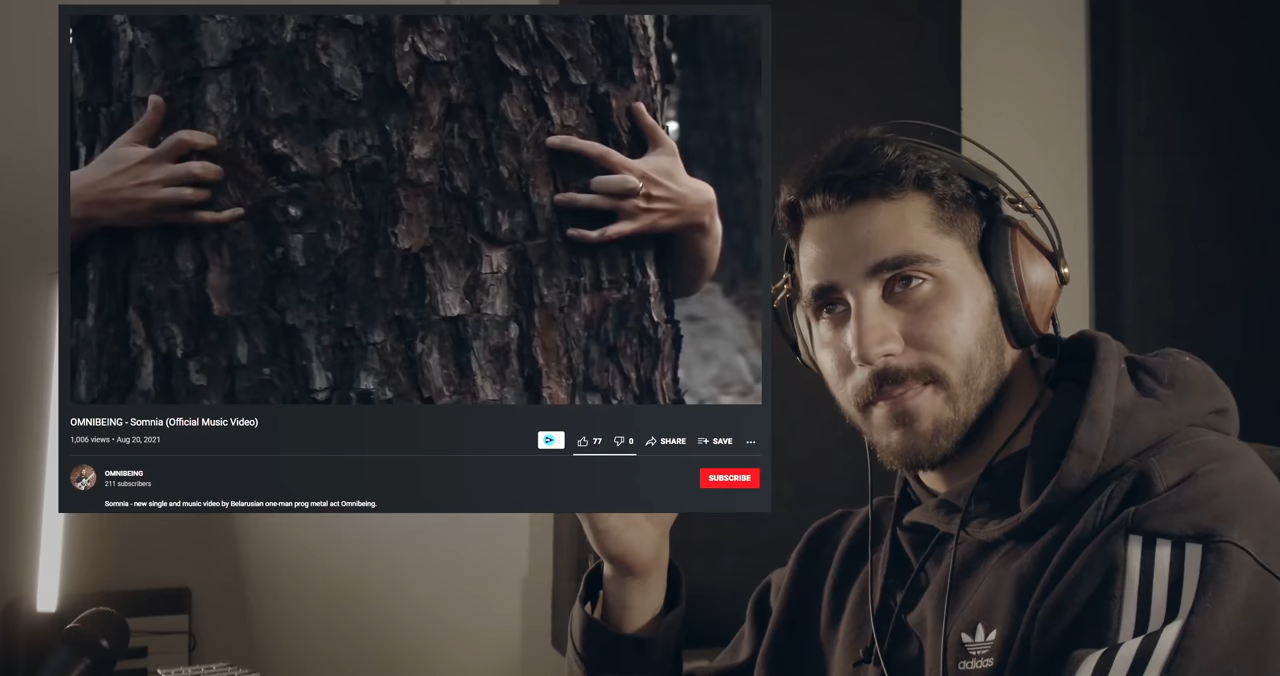 OMNIBEING - Somnia (Official Music Video)
1,006 views • Aug 20, 2021
77 0 SHARE SAVE ...
OMNIBEING
211 subscribers
SUBSCRIBE
Somnia - new single and music video by Belarusian one-man prog metal act Omnibeing.
adidas